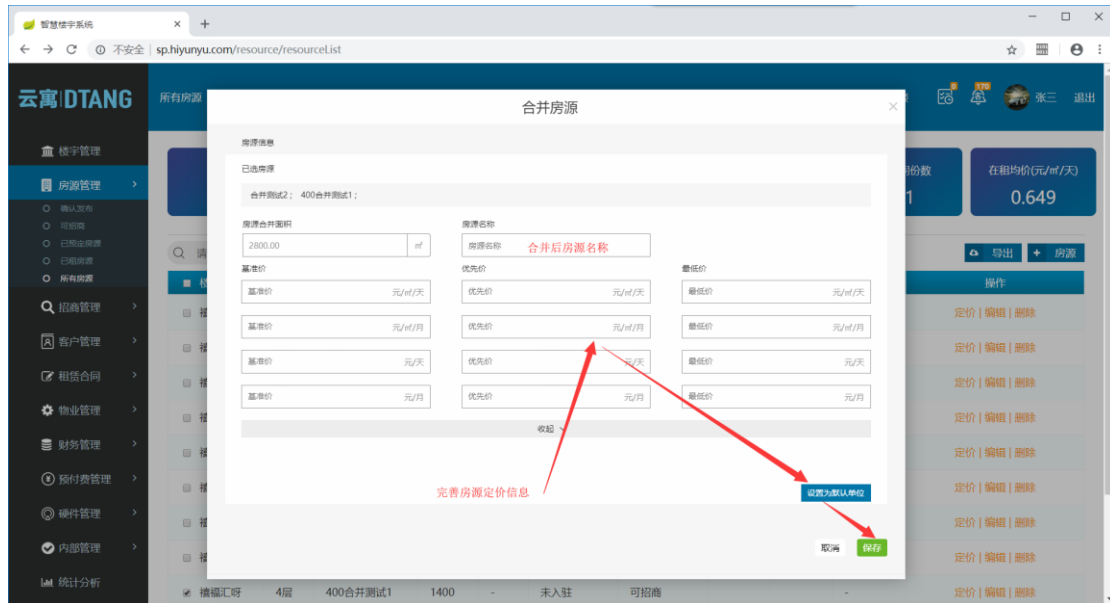 智慧楼宇系统
不安全 | sp.hiyunyu.com/resource/resourceList
云寓|DTANG
所有房源
170
张三
退出
合并房源
楼宇管理
房源管理
确认发布
可招商
已预定房源
已租房源
所有房源
招商管理
客户管理
租赁合同
物业管理
财务管理
预付费管理
硬件管理
内部管理
统计分析
房源信息
已选房源
合并测试2； 400合并测试1；
房源合并面积 房源名称
2800.00 ㎡ 房源名称 合并后房源名称
基准价 优先价 最低价
基准价 元/㎡/天 优先价 元/㎡/天 最低价 元/㎡/天
基准价 元/㎡/月 优先价 元/㎡/月 最低价 元/㎡/月
基准价 元/天 优先价 元/天 最低价 元/天
基准价 元/月 优先价 元/月 最低价 元/月
收起
完善房源定价信息
设置为默认单位
取消 保存
份数
在租均价(元/㎡/天)
0.649
导出 + 房源
操作
定价 | 编辑 | 删除
定价 | 编辑 | 删除
定价 | 编辑 | 删除
定价 | 编辑 | 删除
定价 | 编辑 | 删除
定价 | 编辑 | 删除
定价 | 编辑 | 删除
定价 | 编辑 | 删除
禧福汇呀 4层 400合并测试1 1400 - 未入驻 可招商 - 定价 | 编辑 | 删除